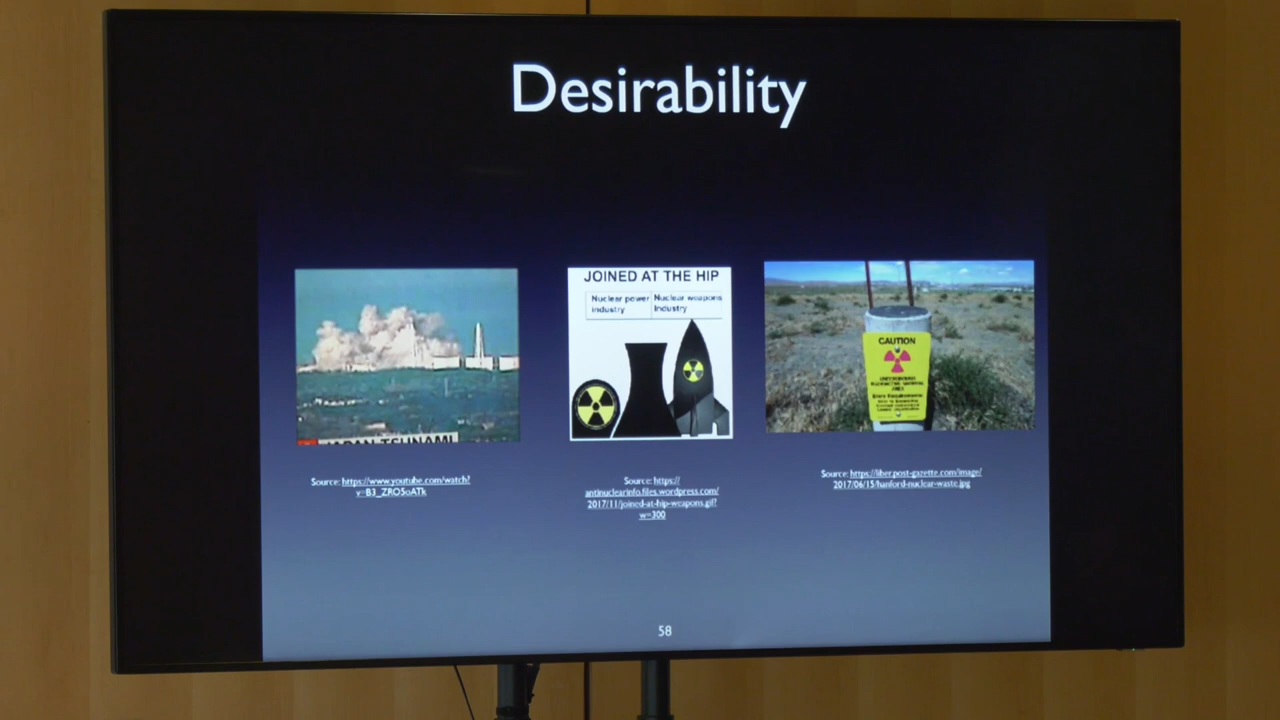 Desirability
JOINED AT THE HIP
Nuclear power
industry
Nuclear weapons
Industry
CAUTION
JAPAN TSUNAMI
Source: https://www.youtube.com/watch?
v=B3_ZRO5oATk
Source: https://
antinuclearinfo.files.wordpress.com/
2017/11/joined-at-hip-weapons.gif?
w=300
Source: https://liber.post-gazette.com/image/
2017/06/15/hanford-nuclear-waste.jpg
58